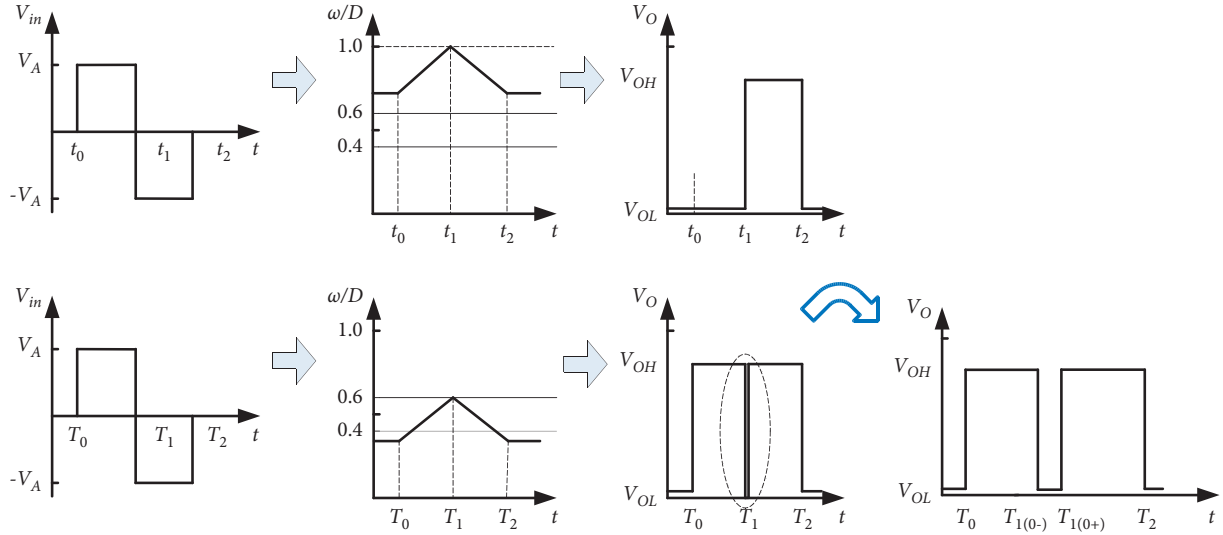 V_in
V_A
-V_A
t_0 t_1 t_2 t
ω/D
1.0
0.6
0.4
t_0 t_1 t_2 t
V_O
V_OH
V_OL
t_0 t_1 t_2 t
V_in
V_A
-V_A
T_0 T_1 T_2 t
ω/D
1.0
0.6
0.4
T_0 T_1 T_2 t
V_O
V_OH
V_OL
T_0 T_1 T_2 t
V_O
V_OH
V_OL
T_0 T_1(0-) T_1(0+) T_2 t